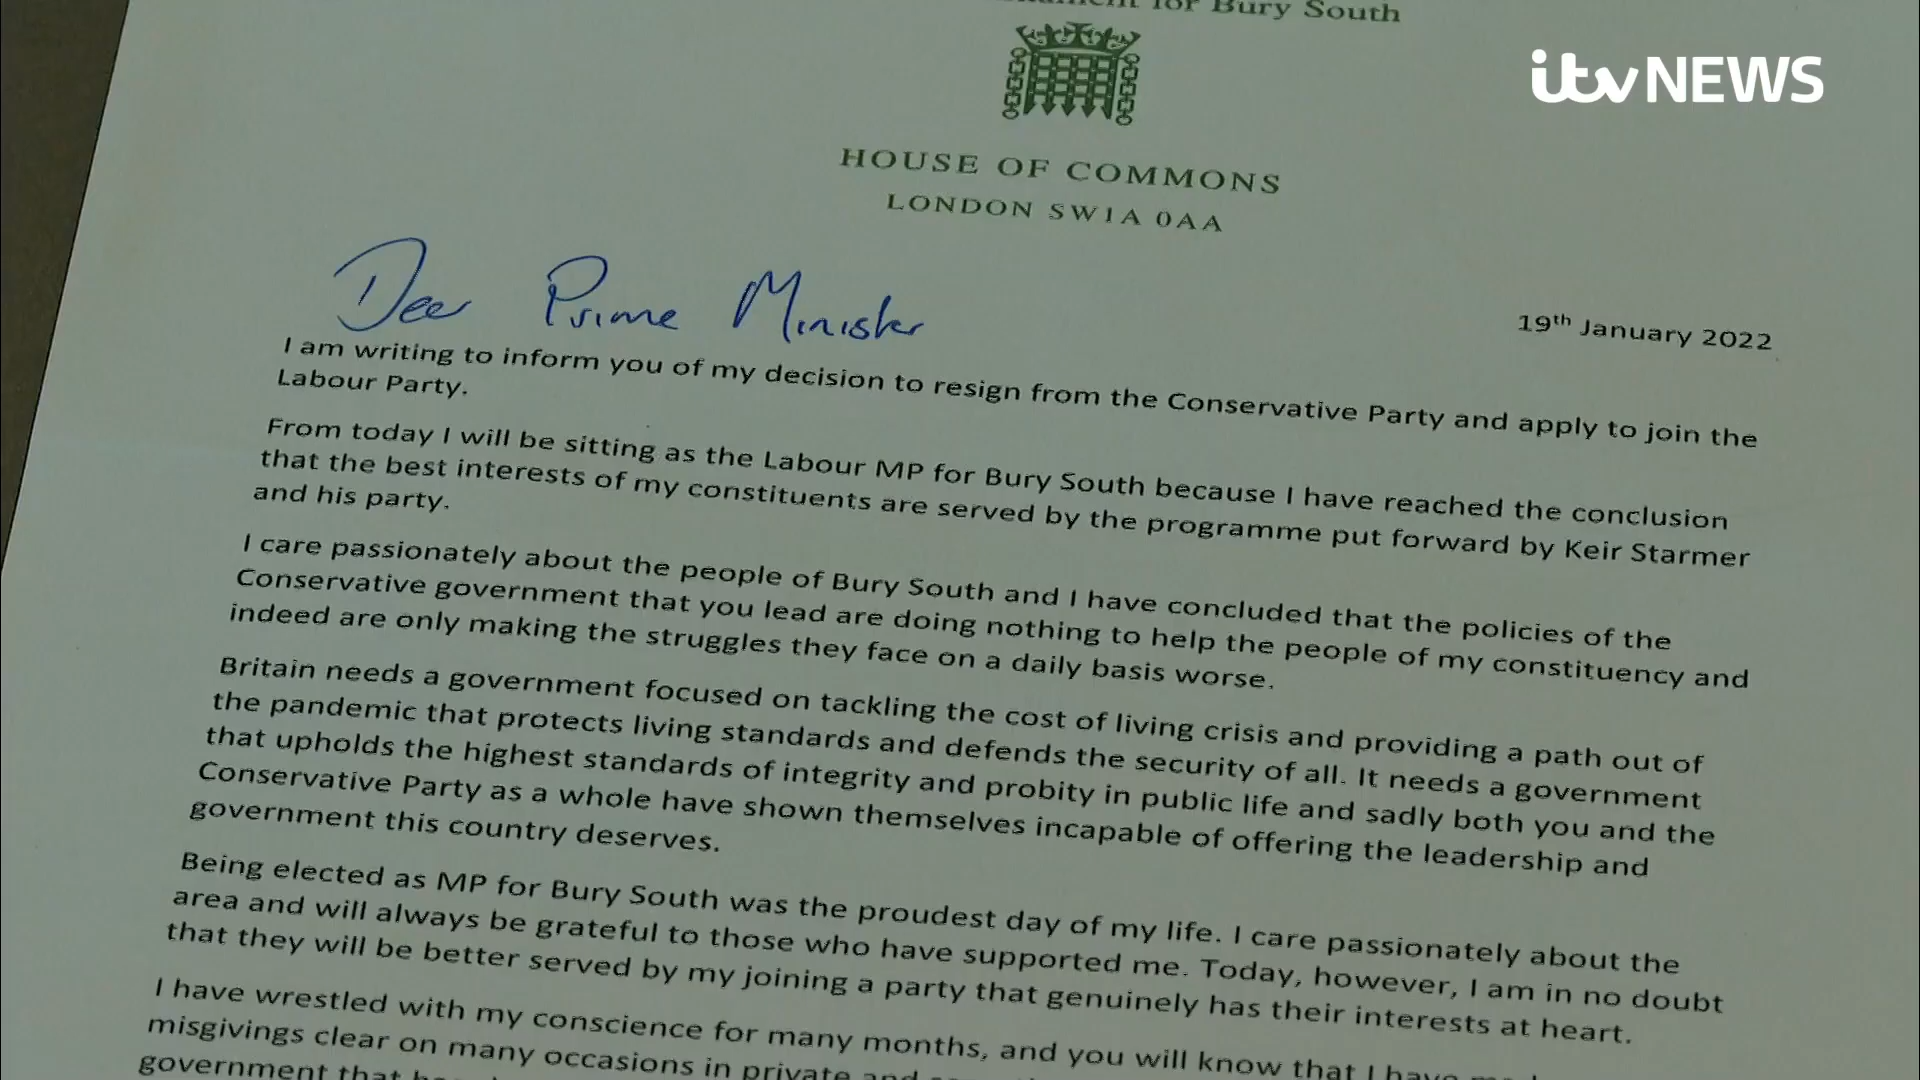 for Bury South
itv NEWS
HOUSE OF COMMONS
LONDON SW1A 0AA
Dear Prime Minister
19th January 2022
I am writing to inform you of my decision to resign from the Conservative Party and apply to join the
Labour Party.
From today I will be sitting as the Labour MP for Bury South because I have reached the conclusion
that the best interests of my constituents are served by the programme put forward by Keir Starmer
and his party.
I care passionately about the people of Bury South and I have concluded that the policies of the
Conservative government that you lead are doing nothing to help the people of my constituency and
indeed are only making the struggles they face on a daily basis worse.
Britain needs a government focused on tackling the cost of living crisis and providing a path out of
the pandemic that protects living standards and defends the security of all. It needs a government
that upholds the highest standards of integrity and probity in public life and sadly both you and the
Conservative Party as a whole have shown themselves incapable of offering the leadership and
government this country deserves.
Being elected as MP for Bury South was the proudest day of my life. I care passionately about the
area and will always be grateful to those who have supported me. Today, however, I am in no doubt
that they will be better served by my joining a party that genuinely has their interests at heart.
I have wrestled with my conscience for many months, and you will know that I have
misgivings clear on many occasions in private and
government that